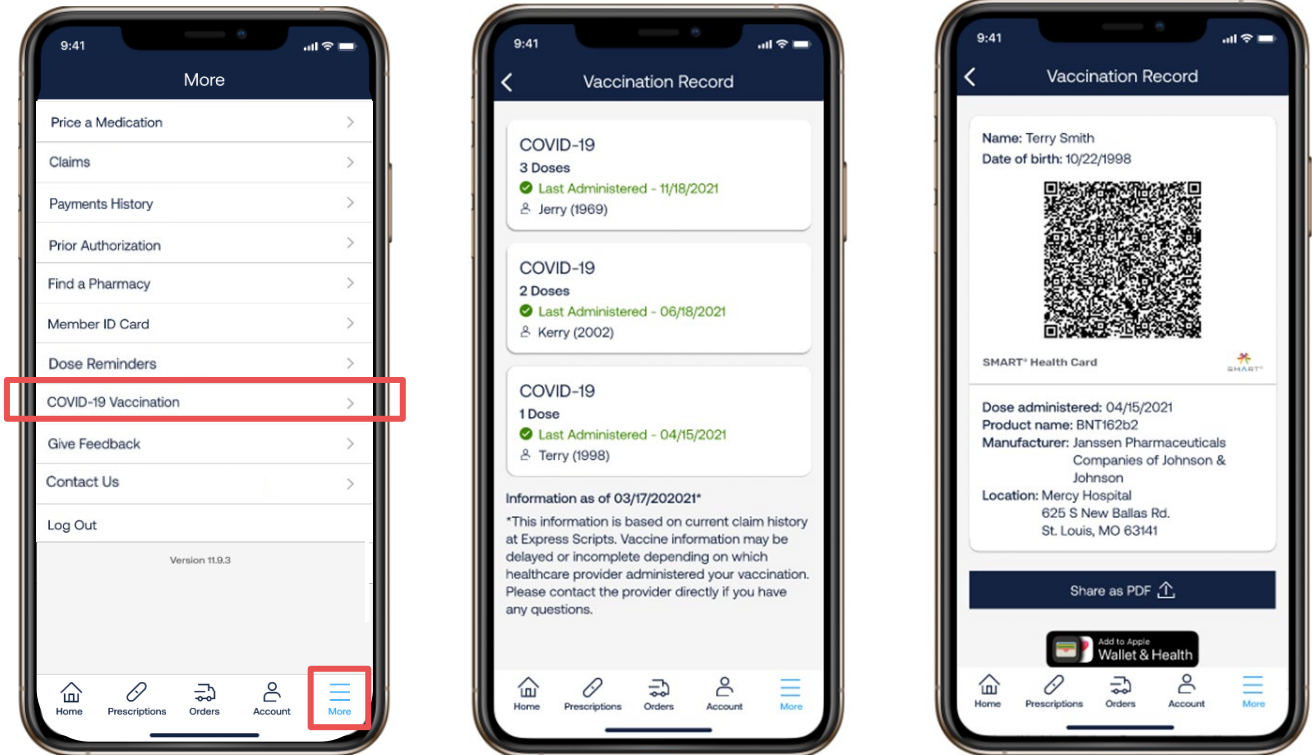 9:41
More
Price a Medication
Claims
Payments History
Prior Authorization
Find a Pharmacy
Member ID Card
Dose Reminders
COVID-19 Vaccination
Give Feedback
Contact Us
Log Out
Version 11.9.3
Home Prescriptions Orders Account More
9:41
Vaccination Record
COVID-19
3 Doses
Last Administered - 11/18/2021
Jerry (1969)
COVID-19
2 Doses
Last Administered - 06/18/2021
Kerry (2002)
COVID-19
1 Dose
Last Administered - 04/15/2021
Terry (1998)
Information as of 03/17/202021*
*This information is based on current claim history
at Express Scripts. Vaccine information may be
delayed or incomplete depending on which
healthcare provider administered your vaccination.
Please contact the provider directly if you have
any questions.
Home Prescriptions Orders Account More
9:41
Vaccination Record
Name: Terry Smith
Date of birth: 10/22/1998
SMART® Health Card
SMART®
Dose administered: 04/15/2021
Product name: BNT162b2
Manufacturer: Janssen Pharmaceuticals
Companies of Johnson &
Johnson
Location: Mercy Hospital
625 S New Ballas Rd.
St. Louis, MO 63141
Share as PDF
Add to Apple
Wallet & Health
Home Prescriptions Orders Account More